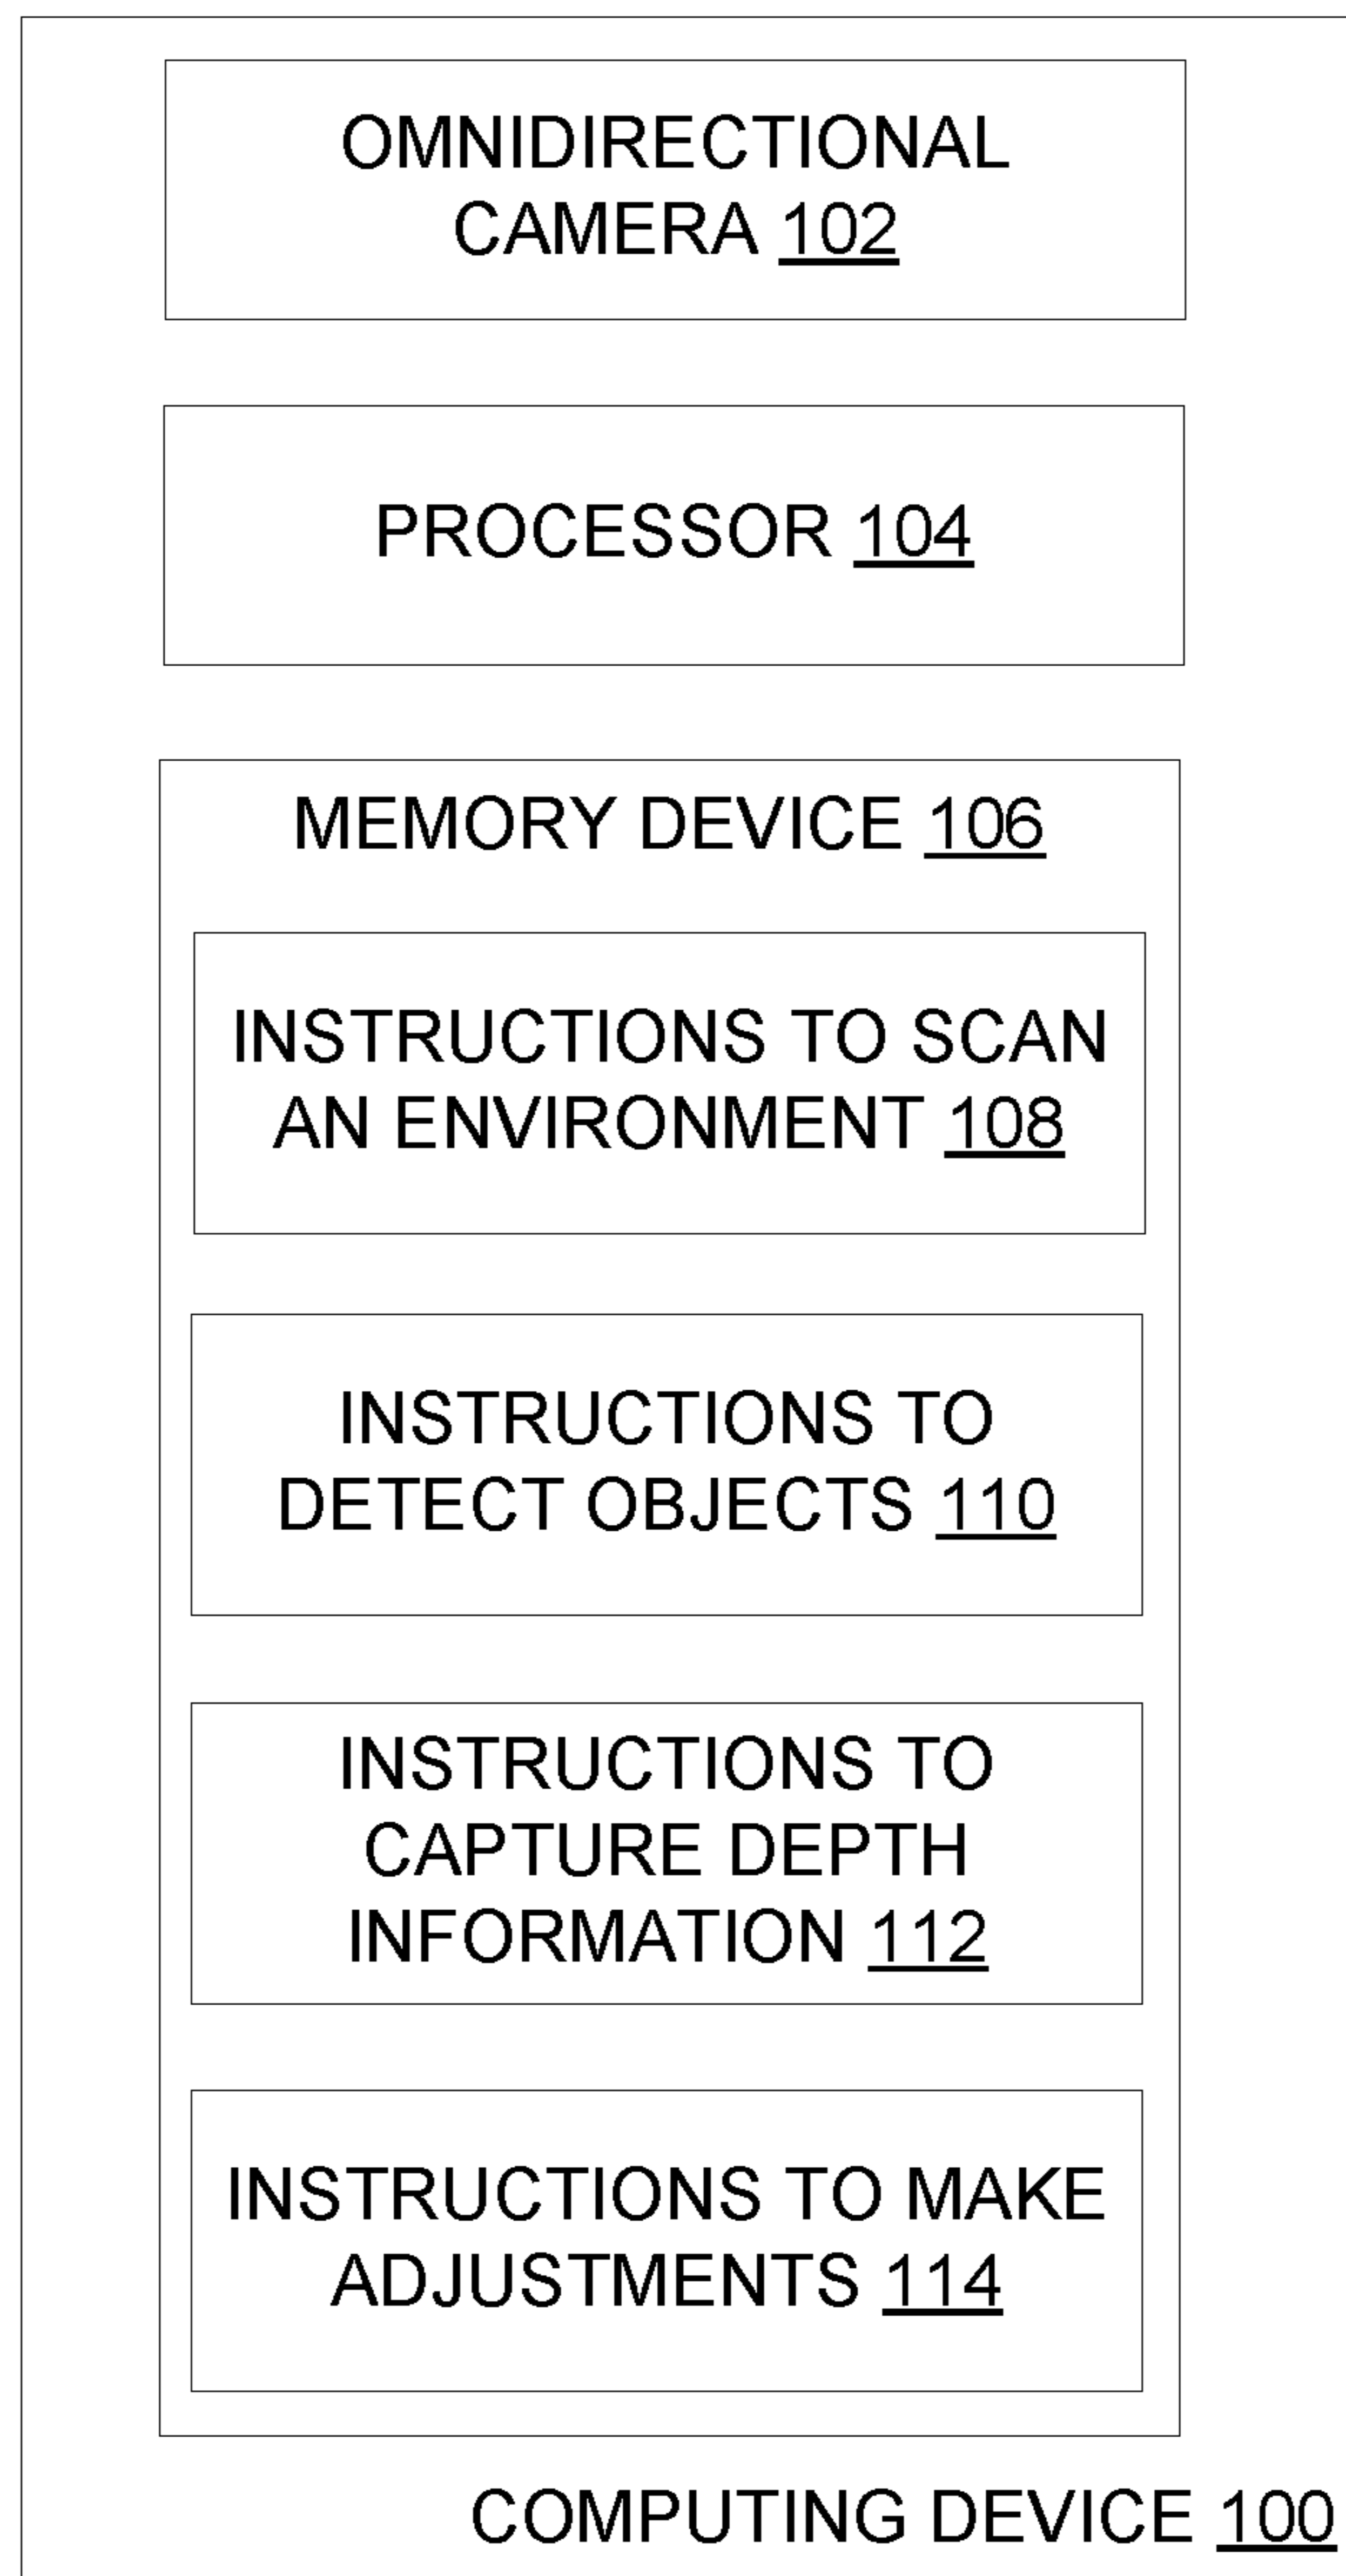 OMNIDIRECTIONAL
CAMERA 102
PROCESSOR 104
MEMORY DEVICE 106
INSTRUCTIONS TO SCAN
AN ENVIRONMENT 108
INSTRUCTIONS TO
DETECT OBJECTS 110
INSTRUCTIONS TO
CAPTURE DEPTH
INFORMATION 112
INSTRUCTIONS TO MAKE
ADJUSTMENTS 114
COMPUTING DEVICE 100